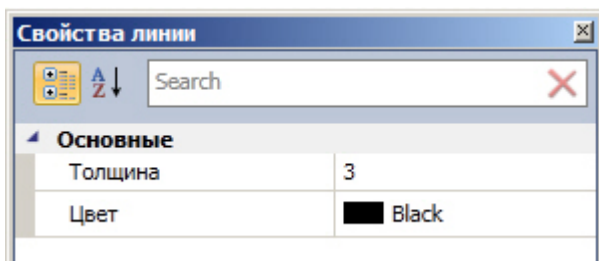 Свойства линии
A Z Search
Основные
Толщина 3
Цвет Black